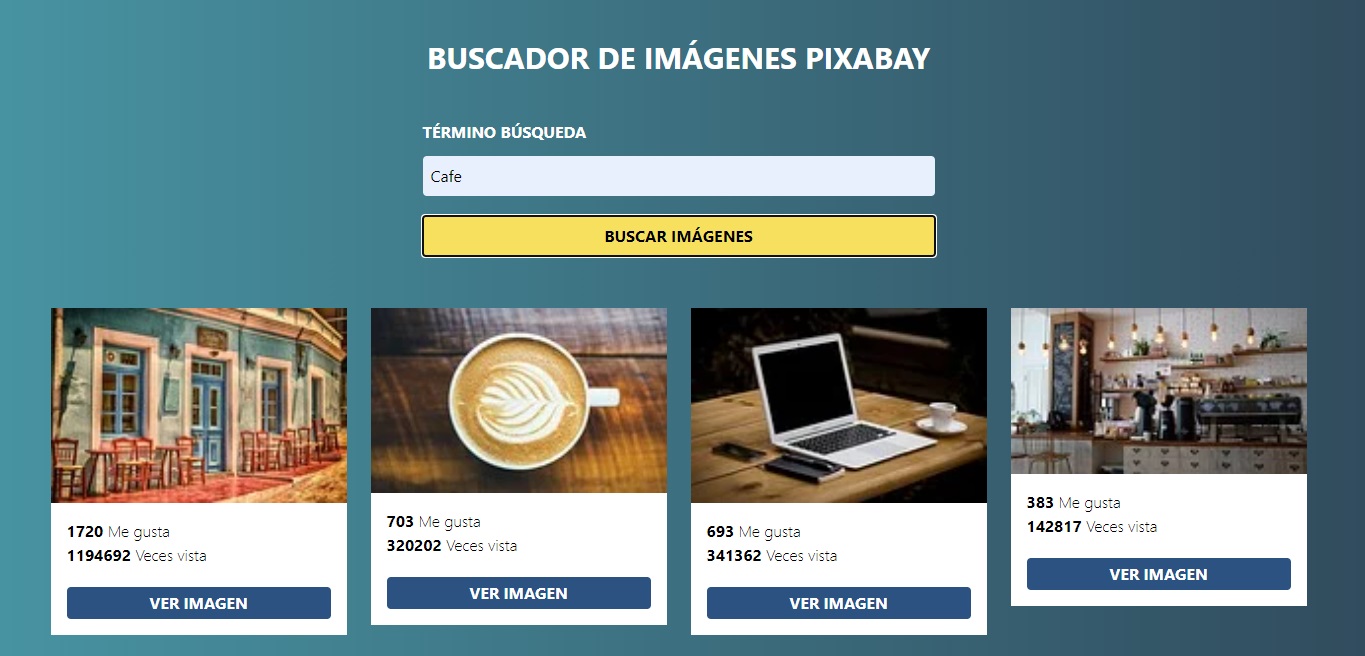 BUSCADOR DE IMÁGENES PIXABAY
TÉRMINO BÚSQUEDA
Cafe
BUSCAR IMÁGENES
1720 Me gusta
1194692 Veces vista
VER IMAGEN
703 Me gusta
320202 Veces vista
VER IMAGEN
693 Me gusta
341362 Veces vista
VER IMAGEN
383 Me gusta
142817 Veces vista
VER IMAGEN